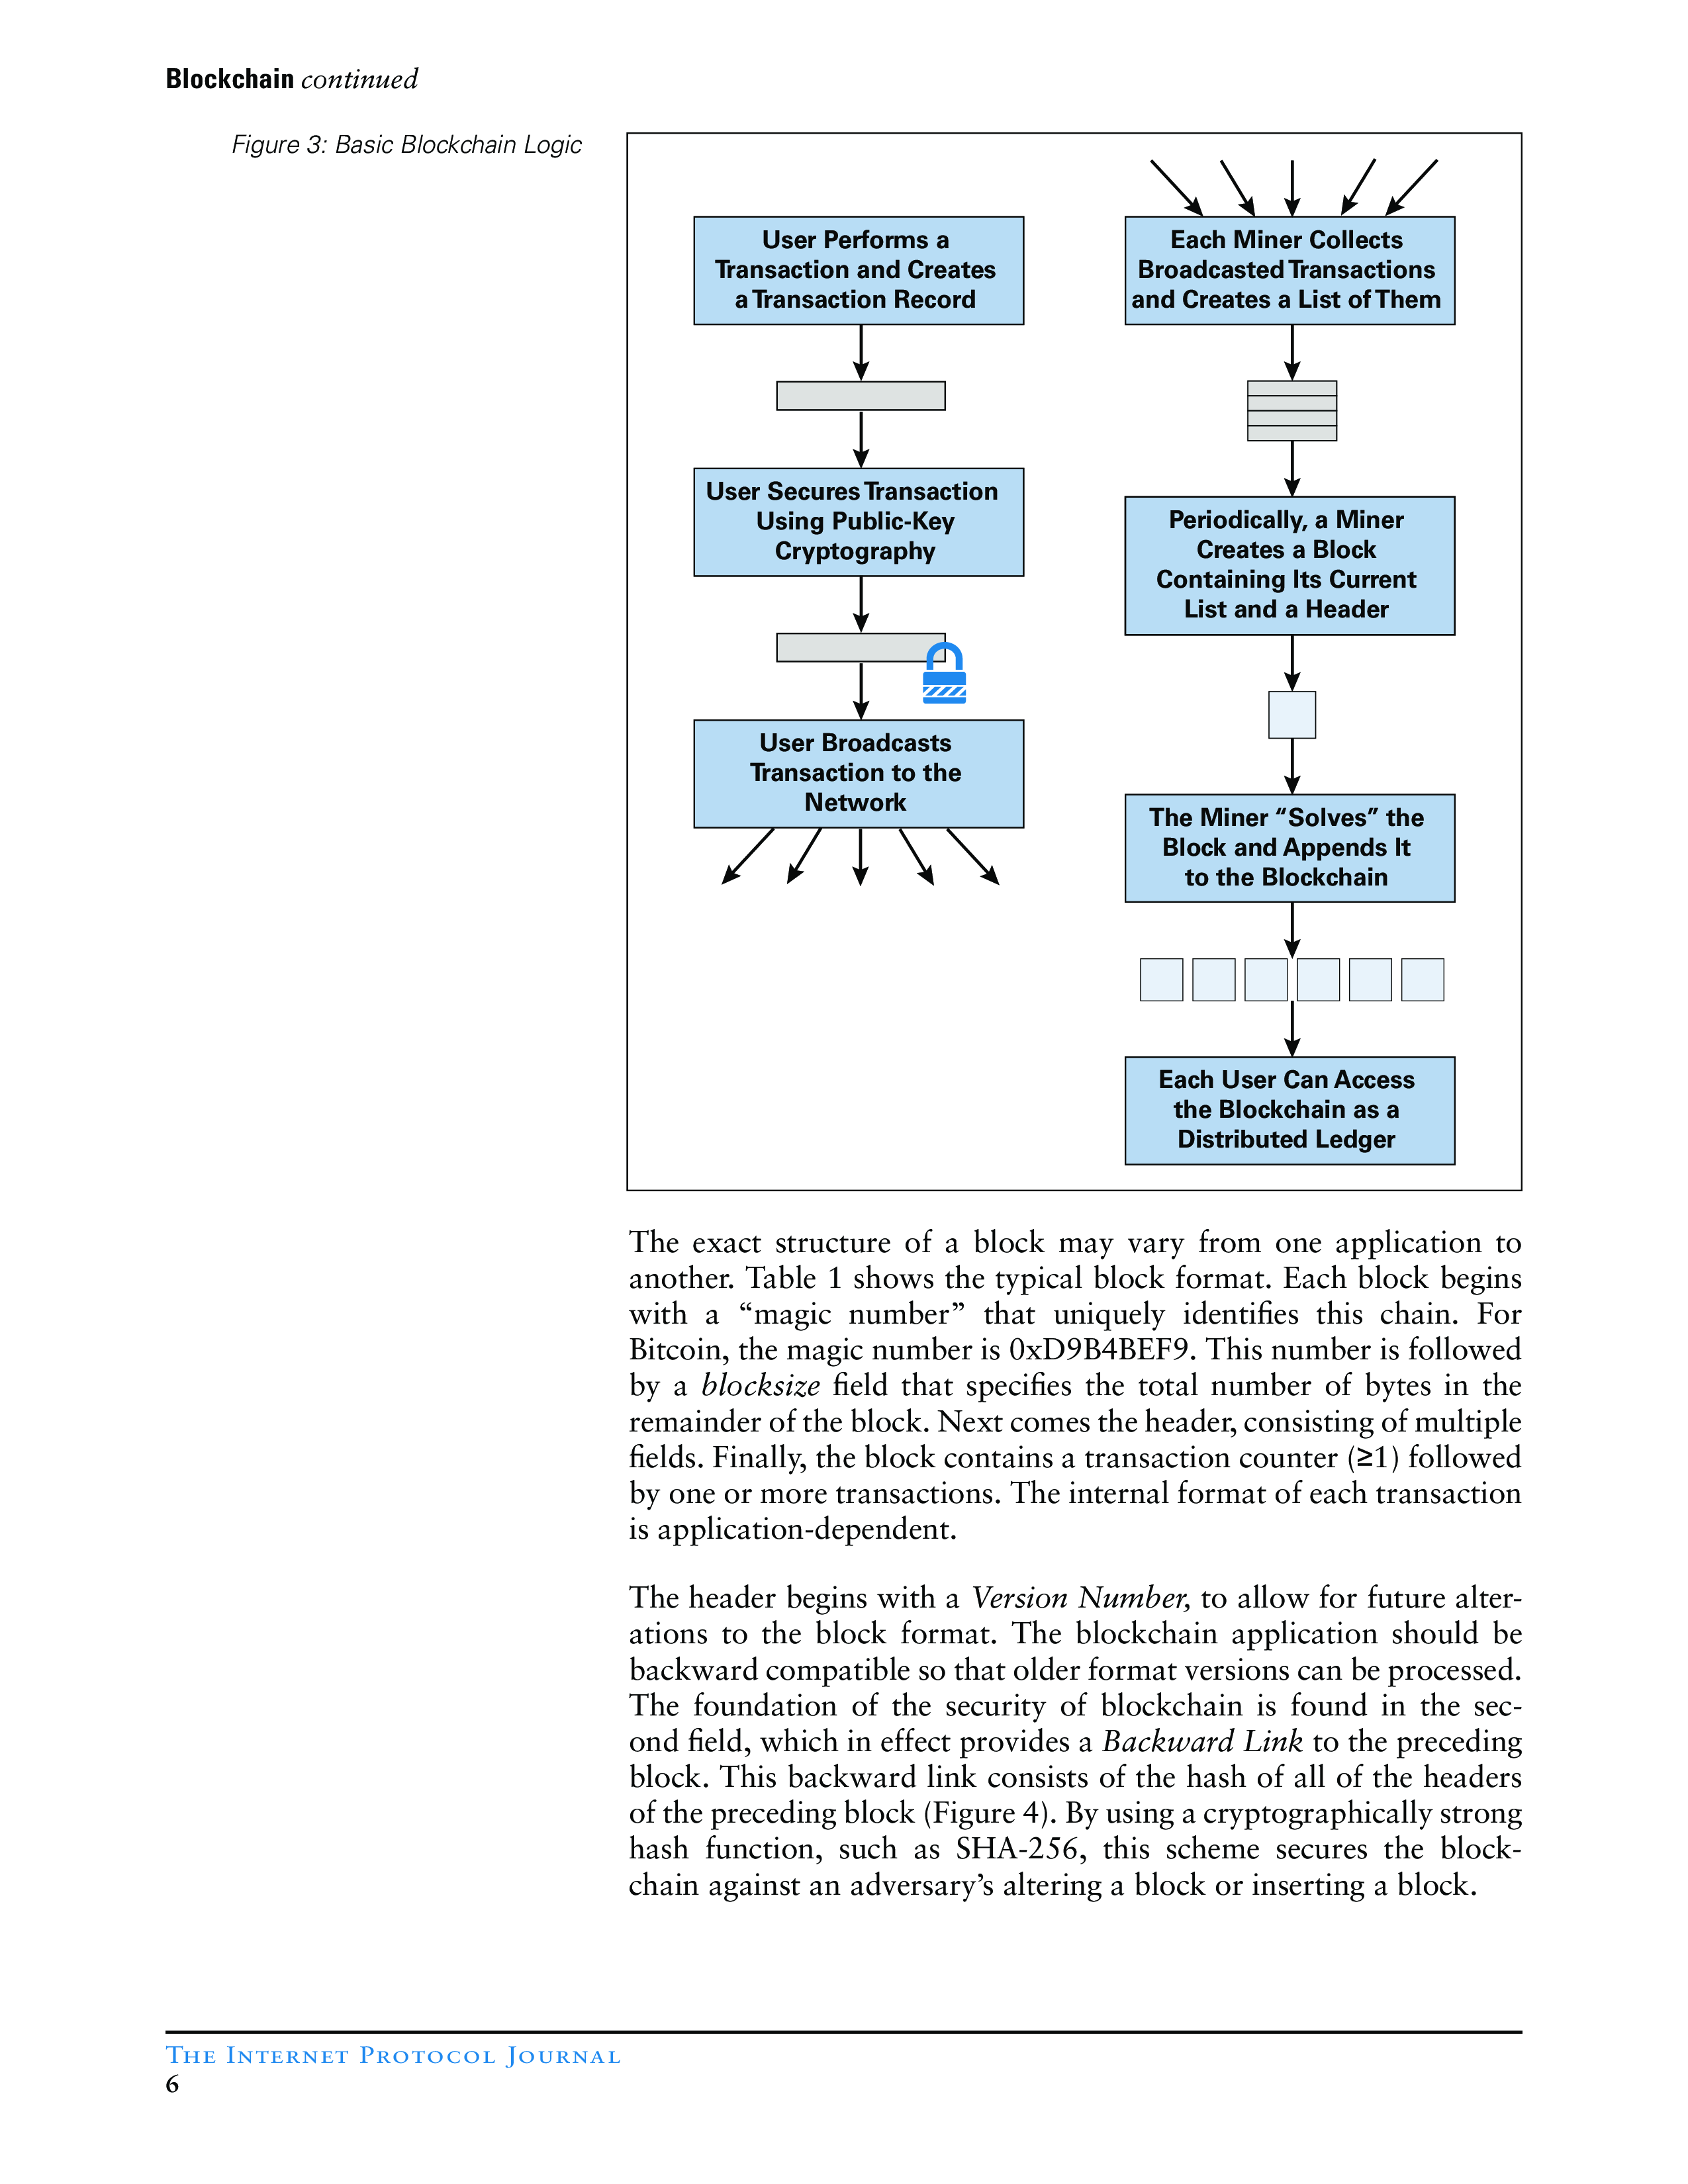 Blockchain continued
Figure 3: Basic Blockchain Logic
User Performs a
Transaction and Creates
a Transaction Record
User Secures Transaction
Using Public-Key
Cryptography
User Broadcasts
Transaction to the
Network
Each Miner Collects
Broadcasted Transactions
and Creates a List of Them
Periodically, a Miner
Creates a Block
Containing Its Current
List and a Header
The Miner “Solves” the
Block and Appends It
to the Blockchain
Each User Can Access
the Blockchain as a
Distributed Ledger
The exact structure of a block may vary from one application to
another. Table 1 shows the typical block format. Each block begins
with a “magic number” that uniquely identifies this chain. For
Bitcoin, the magic number is 0xD9B4BEF9. This number is followed
by a blocksize field that specifies the total number of bytes in the
remainder of the block. Next comes the header, consisting of multiple
fields. Finally, the block contains a transaction counter (≥1) followed
by one or more transactions. The internal format of each transaction
is application-dependent.
The header begins with a Version Number, to allow for future alter-
ations to the block format. The blockchain application should be
backward compatible so that older format versions can be processed.
The foundation of the security of blockchain is found in the sec-
ond field, which in effect provides a Backward Link to the preceding
block. This backward link consists of the hash of all of the headers
of the preceding block (Figure 4). By using a cryptographically strong
hash function, such as SHA-256, this scheme secures the block-
chain against an adversary’s altering a block or inserting a block.
The Internet Protocol Journal
6